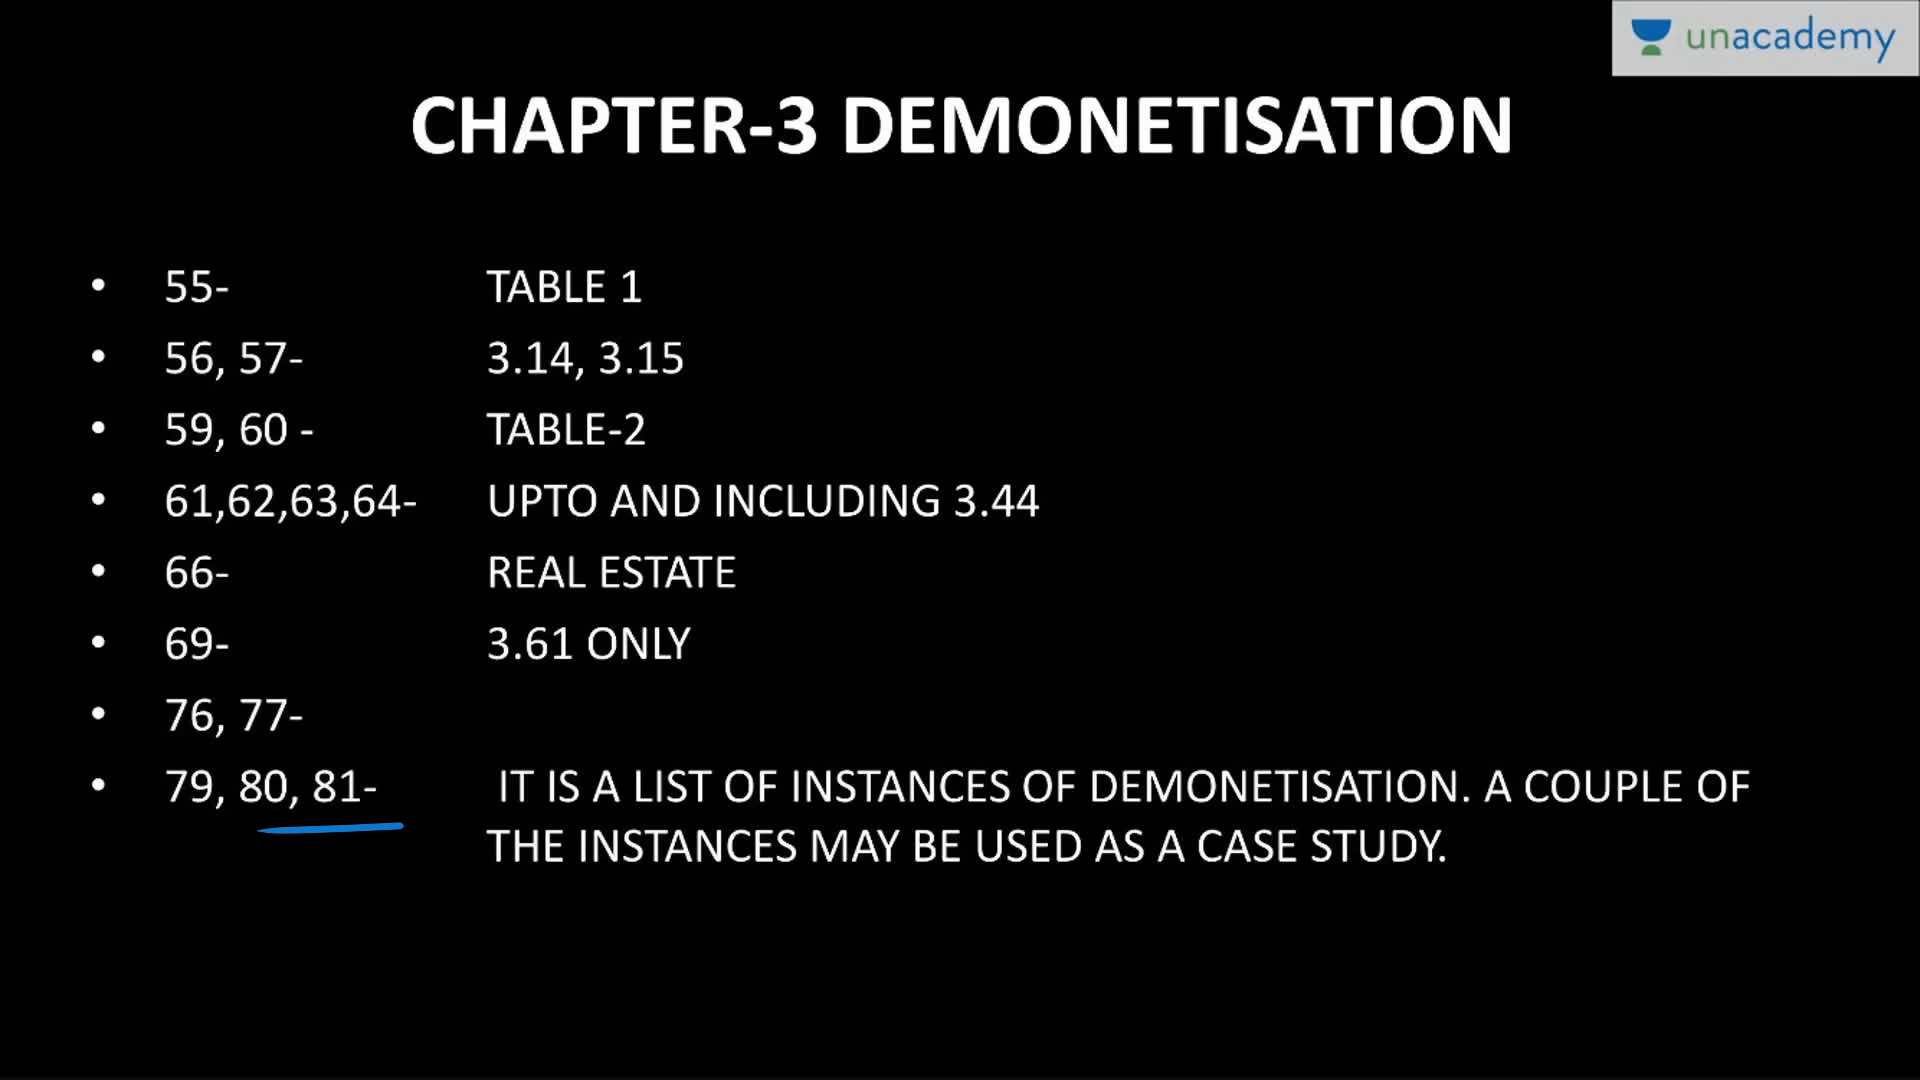 unacademy
CHAPTER-3 DEMONETISATION
• 55- TABLE 1
• 56, 57- 3.14, 3.15
• 59, 60 - TABLE-2
• 61,62,63,64- UPTO AND INCLUDING 3.44
• 66- REAL ESTATE
• 69- 3.61 ONLY
• 76, 77-
• 79, 80, 81- IT IS A LIST OF INSTANCES OF DEMONETISATION. A COUPLE OF
THE INSTANCES MAY BE USED AS A CASE STUDY.